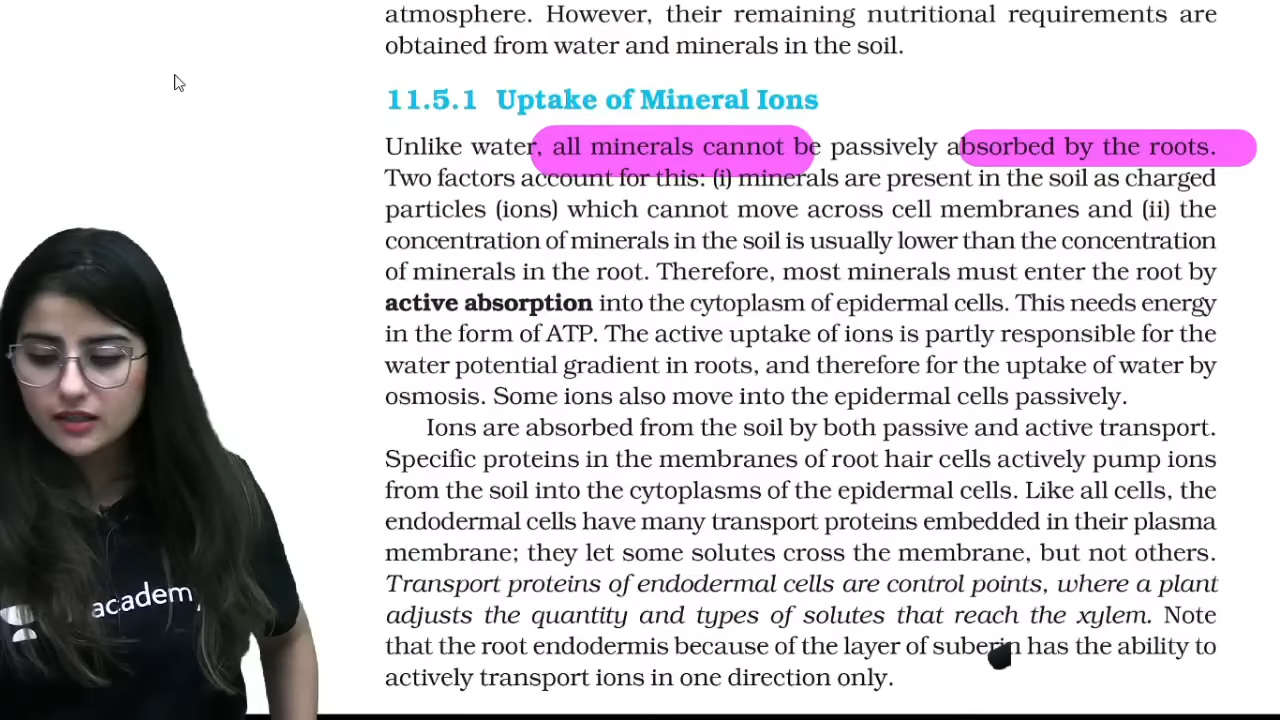 atmosphere. However, their remaining nutritional requirements are
obtained from water and minerals in the soil.
11.5.1 Uptake of Mineral Ions
Unlike water, all minerals cannot be passively absorbed by the roots.
Two factors account for this: (i) minerals are present in the soil as charged
particles (ions) which cannot move across cell membranes and (ii) the
concentration of minerals in the soil is usually lower than the concentration
of minerals in the root. Therefore, most minerals must enter the root by
active absorption into the cytoplasm of epidermal cells. This needs energy
in the form of ATP. The active uptake of ions is partly responsible for the
water potential gradient in roots, and therefore for the uptake of water by
osmosis. Some ions also move into the epidermal cells passively.
Ions are absorbed from the soil by both passive and active transport.
Specific proteins in the membranes of root hair cells actively pump ions
from the soil into the cytoplasms of the epidermal cells. Like all cells, the
endodermal cells have many transport proteins embedded in their plasma
membrane; they let some solutes cross the membrane, but not others.
Transport proteins of endodermal cells are control points, where a plant
adjusts the quantity and types of solutes that reach the xylem. Note
that the root endodermis because of the layer of suberin has the ability to
actively transport ions in one direction only.
academy